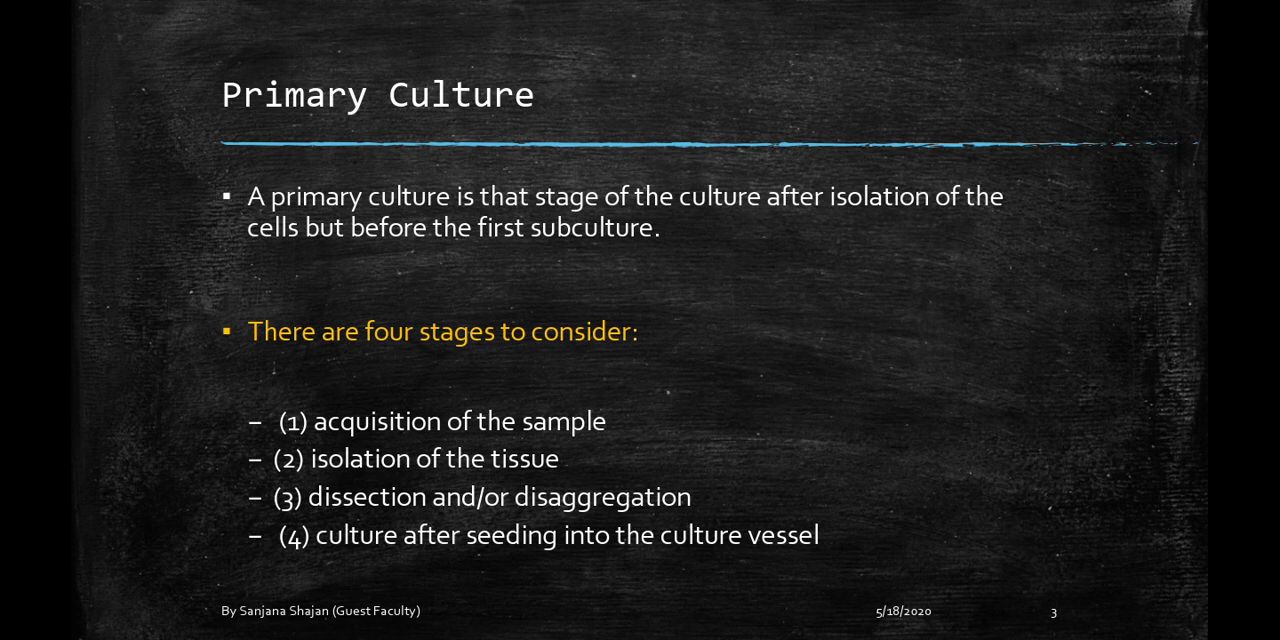 Primary Culture
▪ A primary culture is that stage of the culture after isolation of the
cells but before the first subculture.
▪ There are four stages to consider:
– (1) acquisition of the sample
– (2) isolation of the tissue
– (3) dissection and/or disaggregation
– (4) culture after seeding into the culture vessel
By Sanjana Shajan (Guest Faculty) 5/18/2020 3